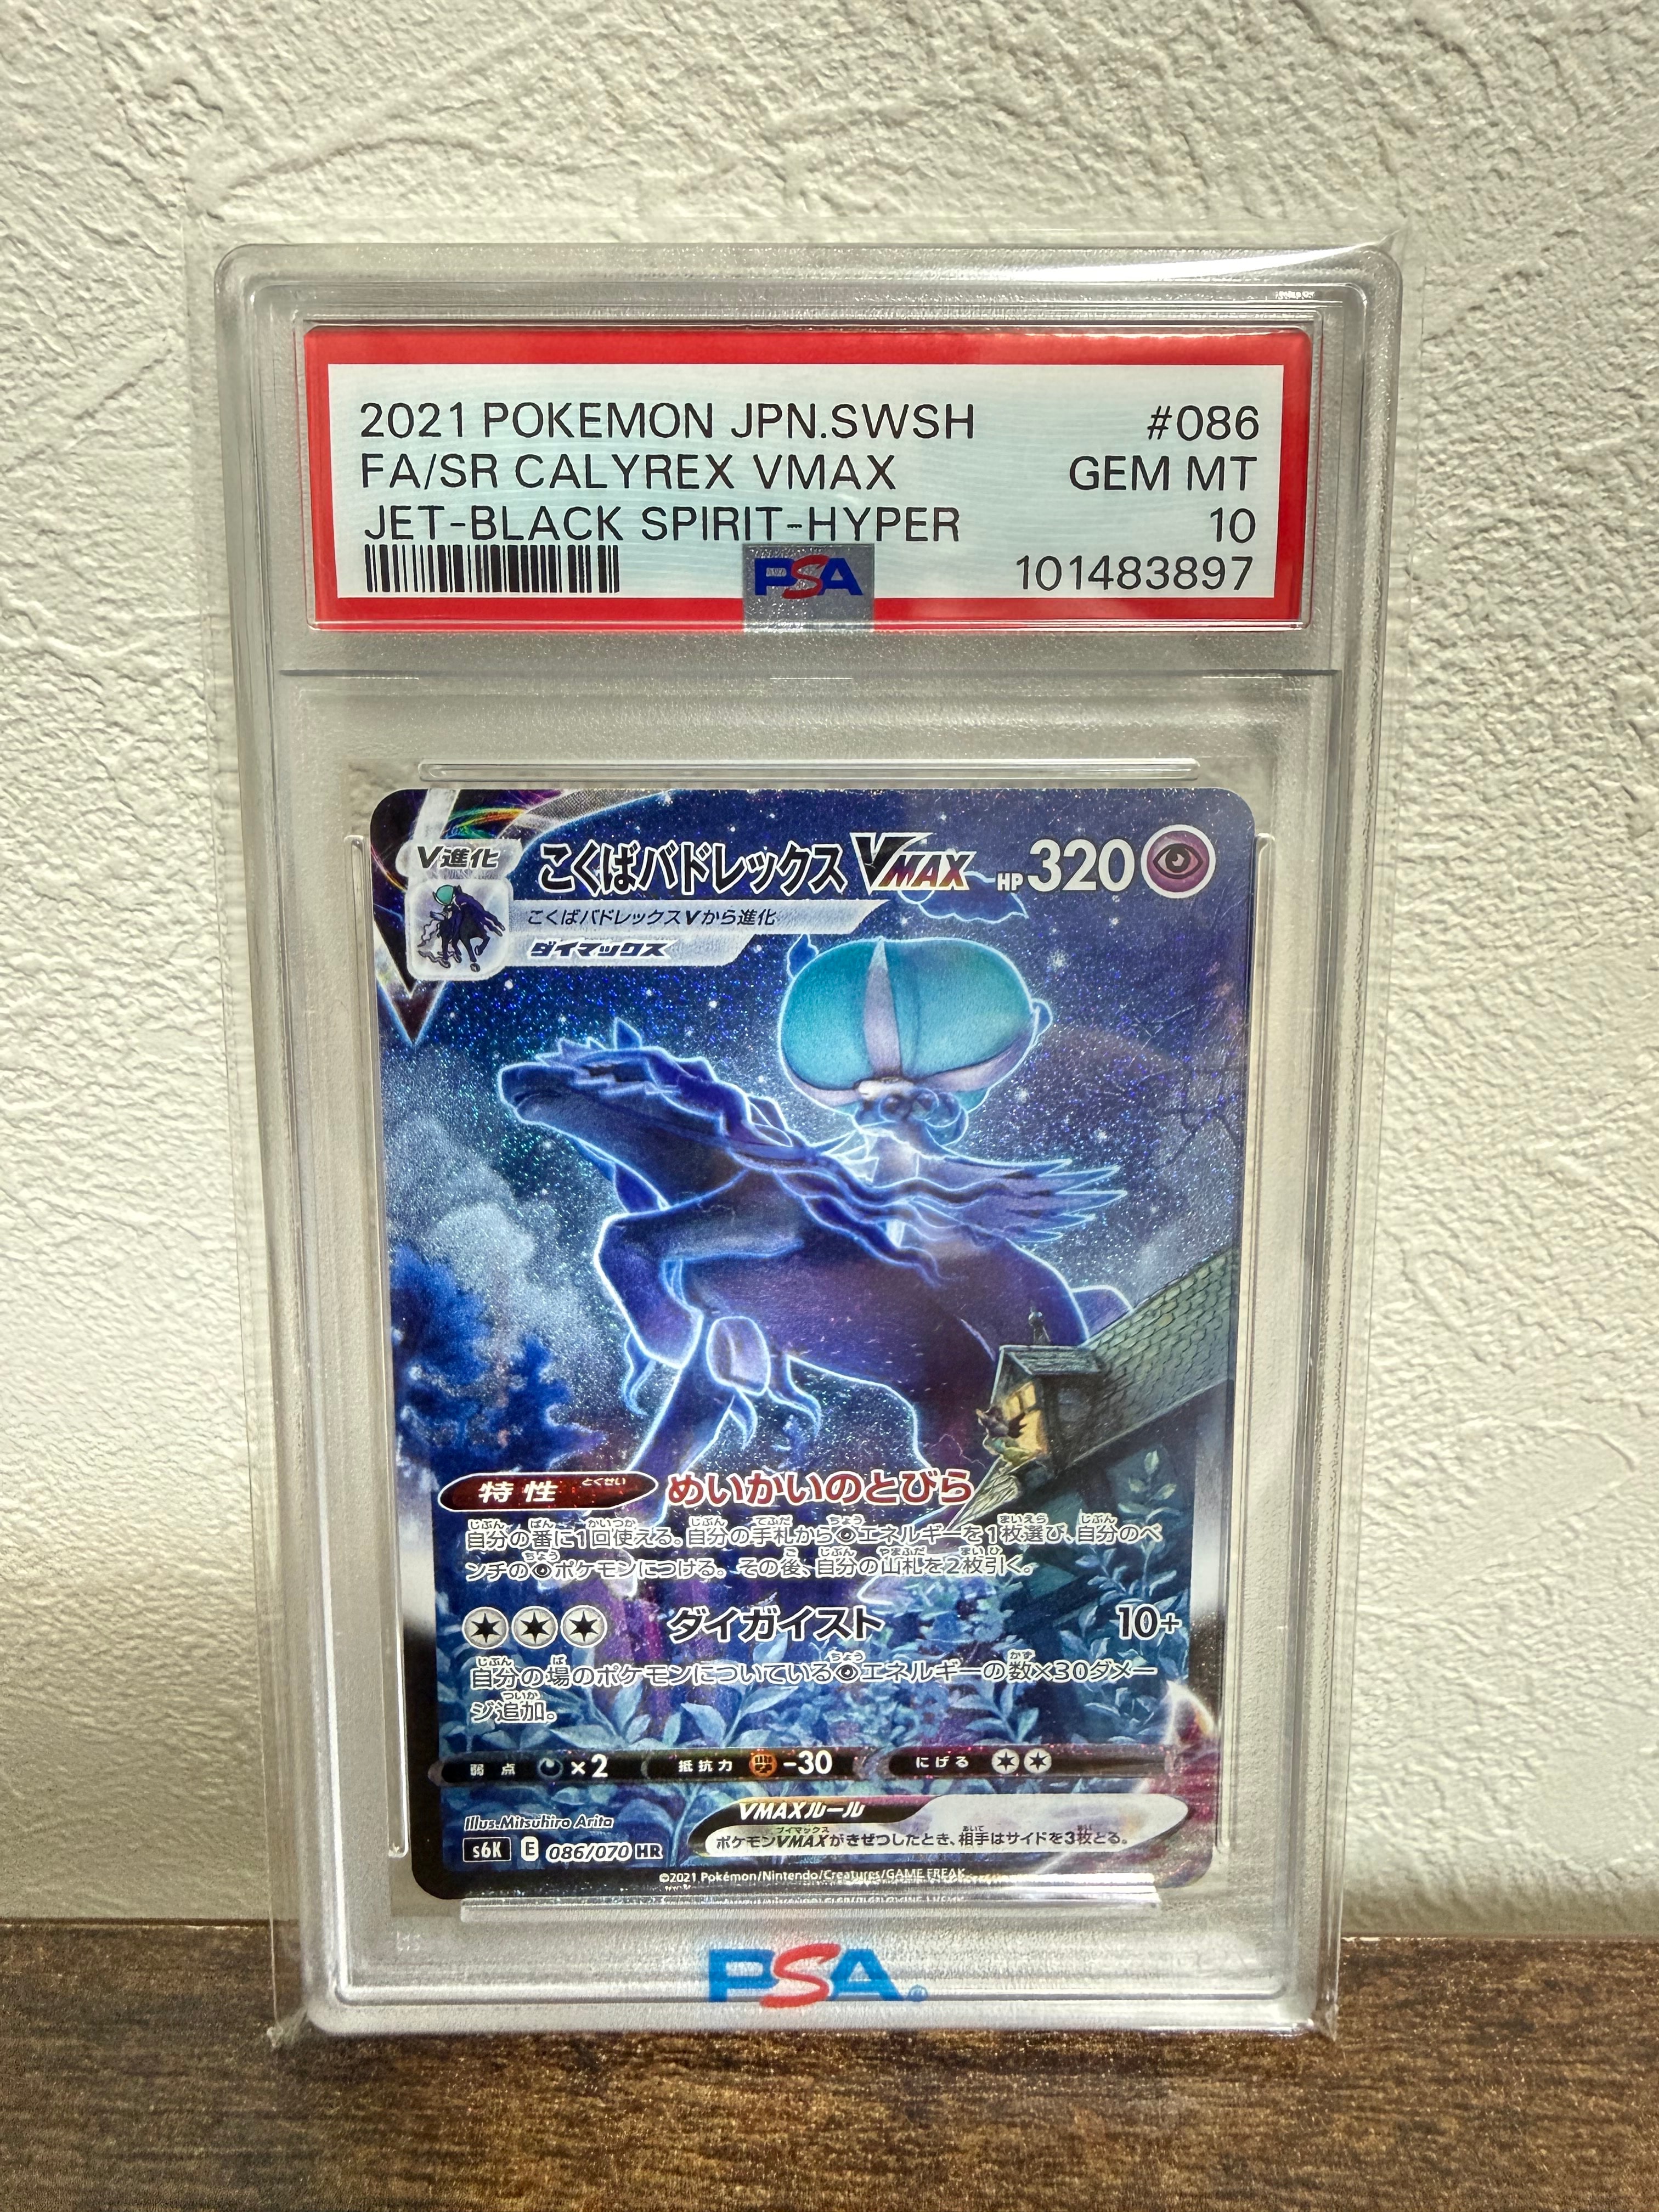 2021 POKEMON JPN.SWSH #086
FA/SR CALYREX VMAX GEM MT
JET-BLACK SPIRIT-HYPER 10
PSA 101483897
V進化
こくばバドレックス VMAX HP 320
こくばバドレックスVから進化
ダイマックス
特性 とくせい めいかいのとびら
自分の番に1回使える。自分の手札からエネルギーを1枚選び、自分のベ
ンチのポケモンにつける。その後、自分の山札を2枚引く。
ダイガイスト 10+
自分の場のポケモンについているエネルギーの数×30ダメー
ジ追加。
弱点 ×2 抵抗力 -30 にげる
Illus.Mitsuhiro Arita
VMAXルール
ポケモンVMAXがきぜつしたとき、相手はサイドを3枚とる。
s6K E 086/070 HR
©2021 Pokémon/Nintendo/Creatures/GAME FREAK
PSA®